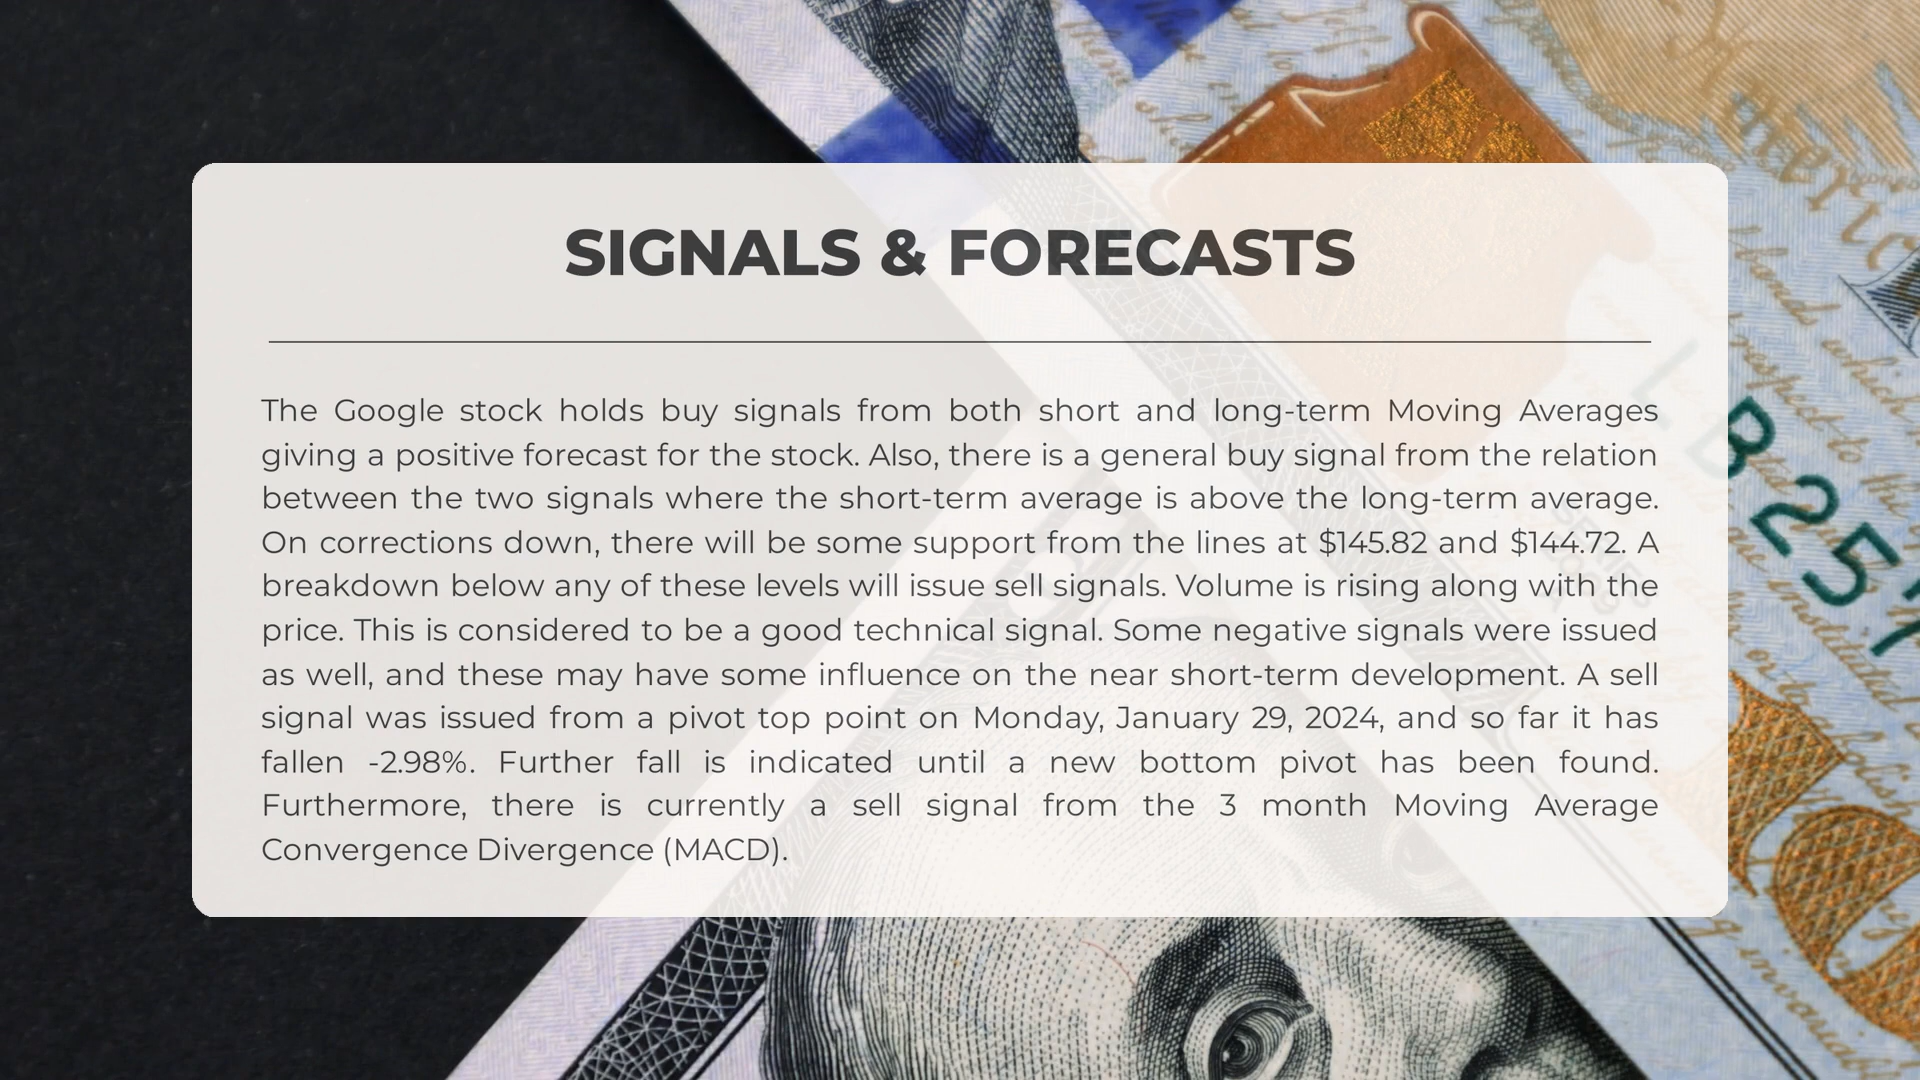 SIGNALS & FORECASTS
The Google stock holds buy signals from both short and long-term Moving Averages
giving a positive forecast for the stock. Also, there is a general buy signal from the relation
between the two signals where the short-term average is above the long-term average.
On corrections down, there will be some support from the lines at $145.82 and $144.72. A
breakdown below any of these levels will issue sell signals. Volume is rising along with the
price. This is considered to be a good technical signal. Some negative signals were issued
as well, and these may have some influence on the near short-term development. A sell
signal was issued from a pivot top point on Monday, January 29, 2024, and so far it has
fallen -2.98%. Further fall is indicated until a new bottom pivot has been found.
Furthermore, there is currently a sell signal from the 3 month Moving Average
Convergence Divergence (MACD).
L B 257